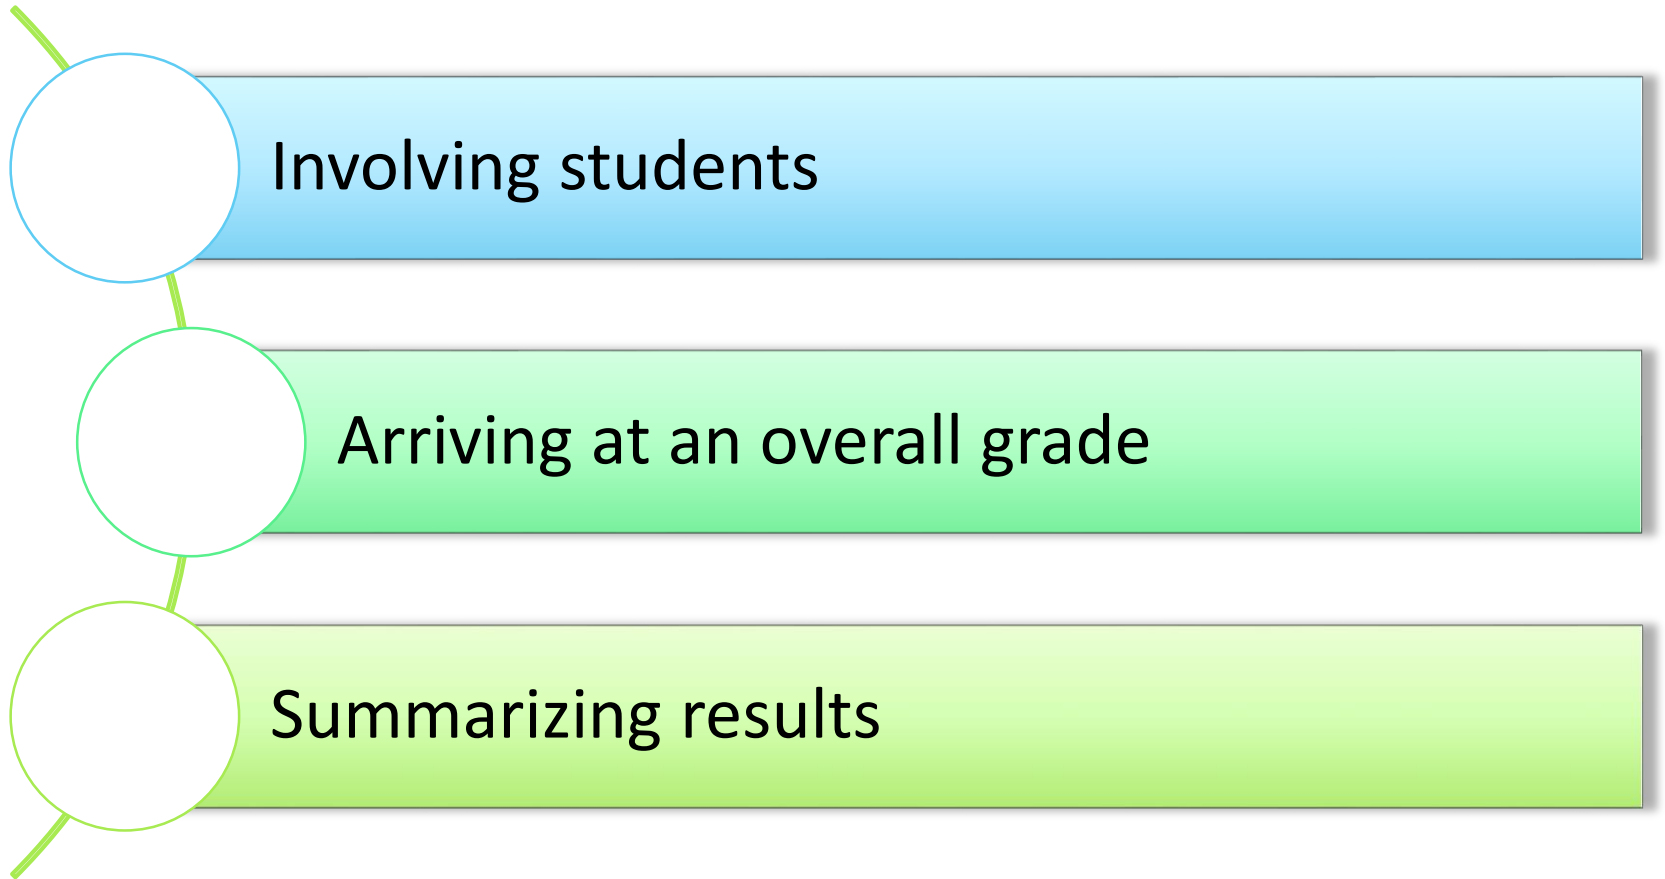 Involving students
Arriving at an overall grade
Summarizing results